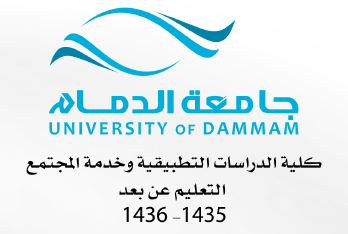 جامعة الدمام
UNIVERSITY OF DAMMAM
كلية الدراسات التطبيقية وخدمة المجتمع
التعليم عن بعد
1435– 1436